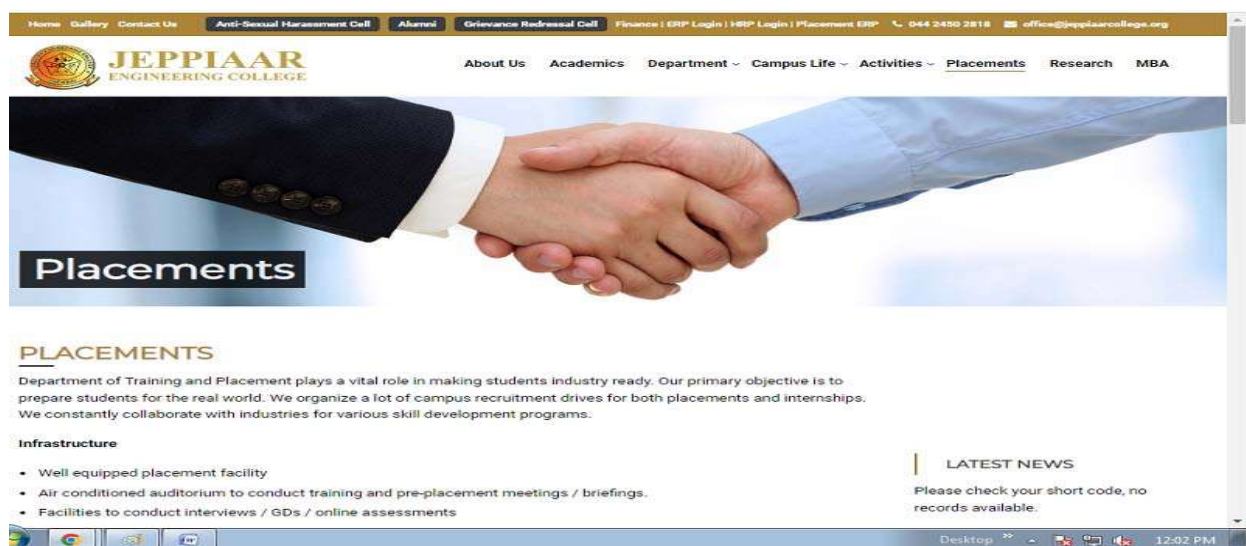 Home Gallery Contact Us Anti-Sexual Harassment Cell Alumni Grievance Redressal Cell Finance | ERP Login | HRP Login | Placement ERP 044 2450 2818 office@jeppiaarcollege.org
JEPPIAAR
ENGINEERING COLLEGE
About Us Academics Department Campus Life Activities Placements Research MBA
Placements
PLACEMENTS
Department of Training and Placement plays a vital role in making students industry ready. Our primary objective is to
prepare students for the real world. We organize a lot of campus recruitment drives for both placements and internships.
We constantly collaborate with industries for various skill development programs.
Infrastructure
• Well equipped placement facility
• Air conditioned auditorium to conduct training and pre-placement meetings / briefings.
• Facilities to conduct interviews / GDs / online assessments
LATEST NEWS
Please check your short code, no
records available.
Desktop 12:02 PM